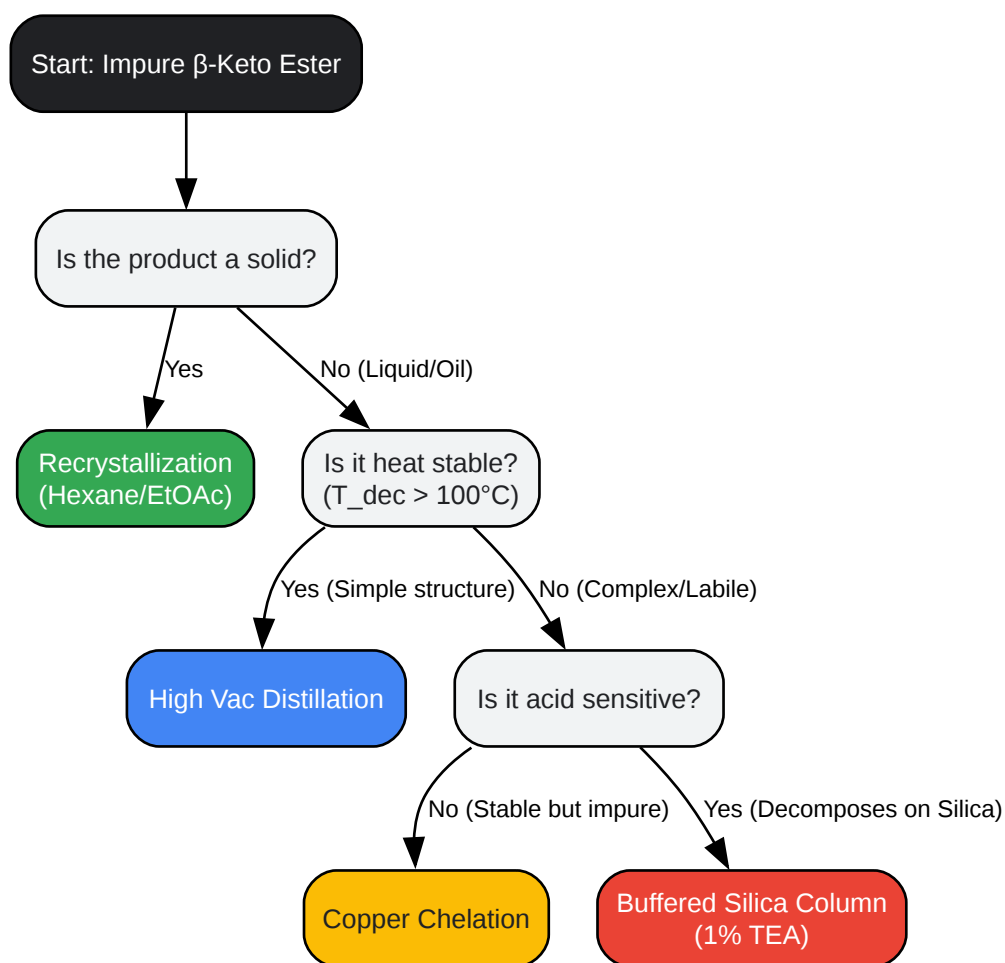 Start: Impure β-Keto Ester
Is the product a solid?
Yes
No (Liquid/Oil)
Recrystallization
(Hexane/EtOAc)
Is it heat stable?
(T_dec > 100°C)
Yes (Simple structure)
No (Complex/Labile)
High Vac Distillation
Is it acid sensitive?
No (Stable but impure)
Yes (Decomposes on Silica)
Copper Chelation
Buffered Silica Column
(1% TEA)